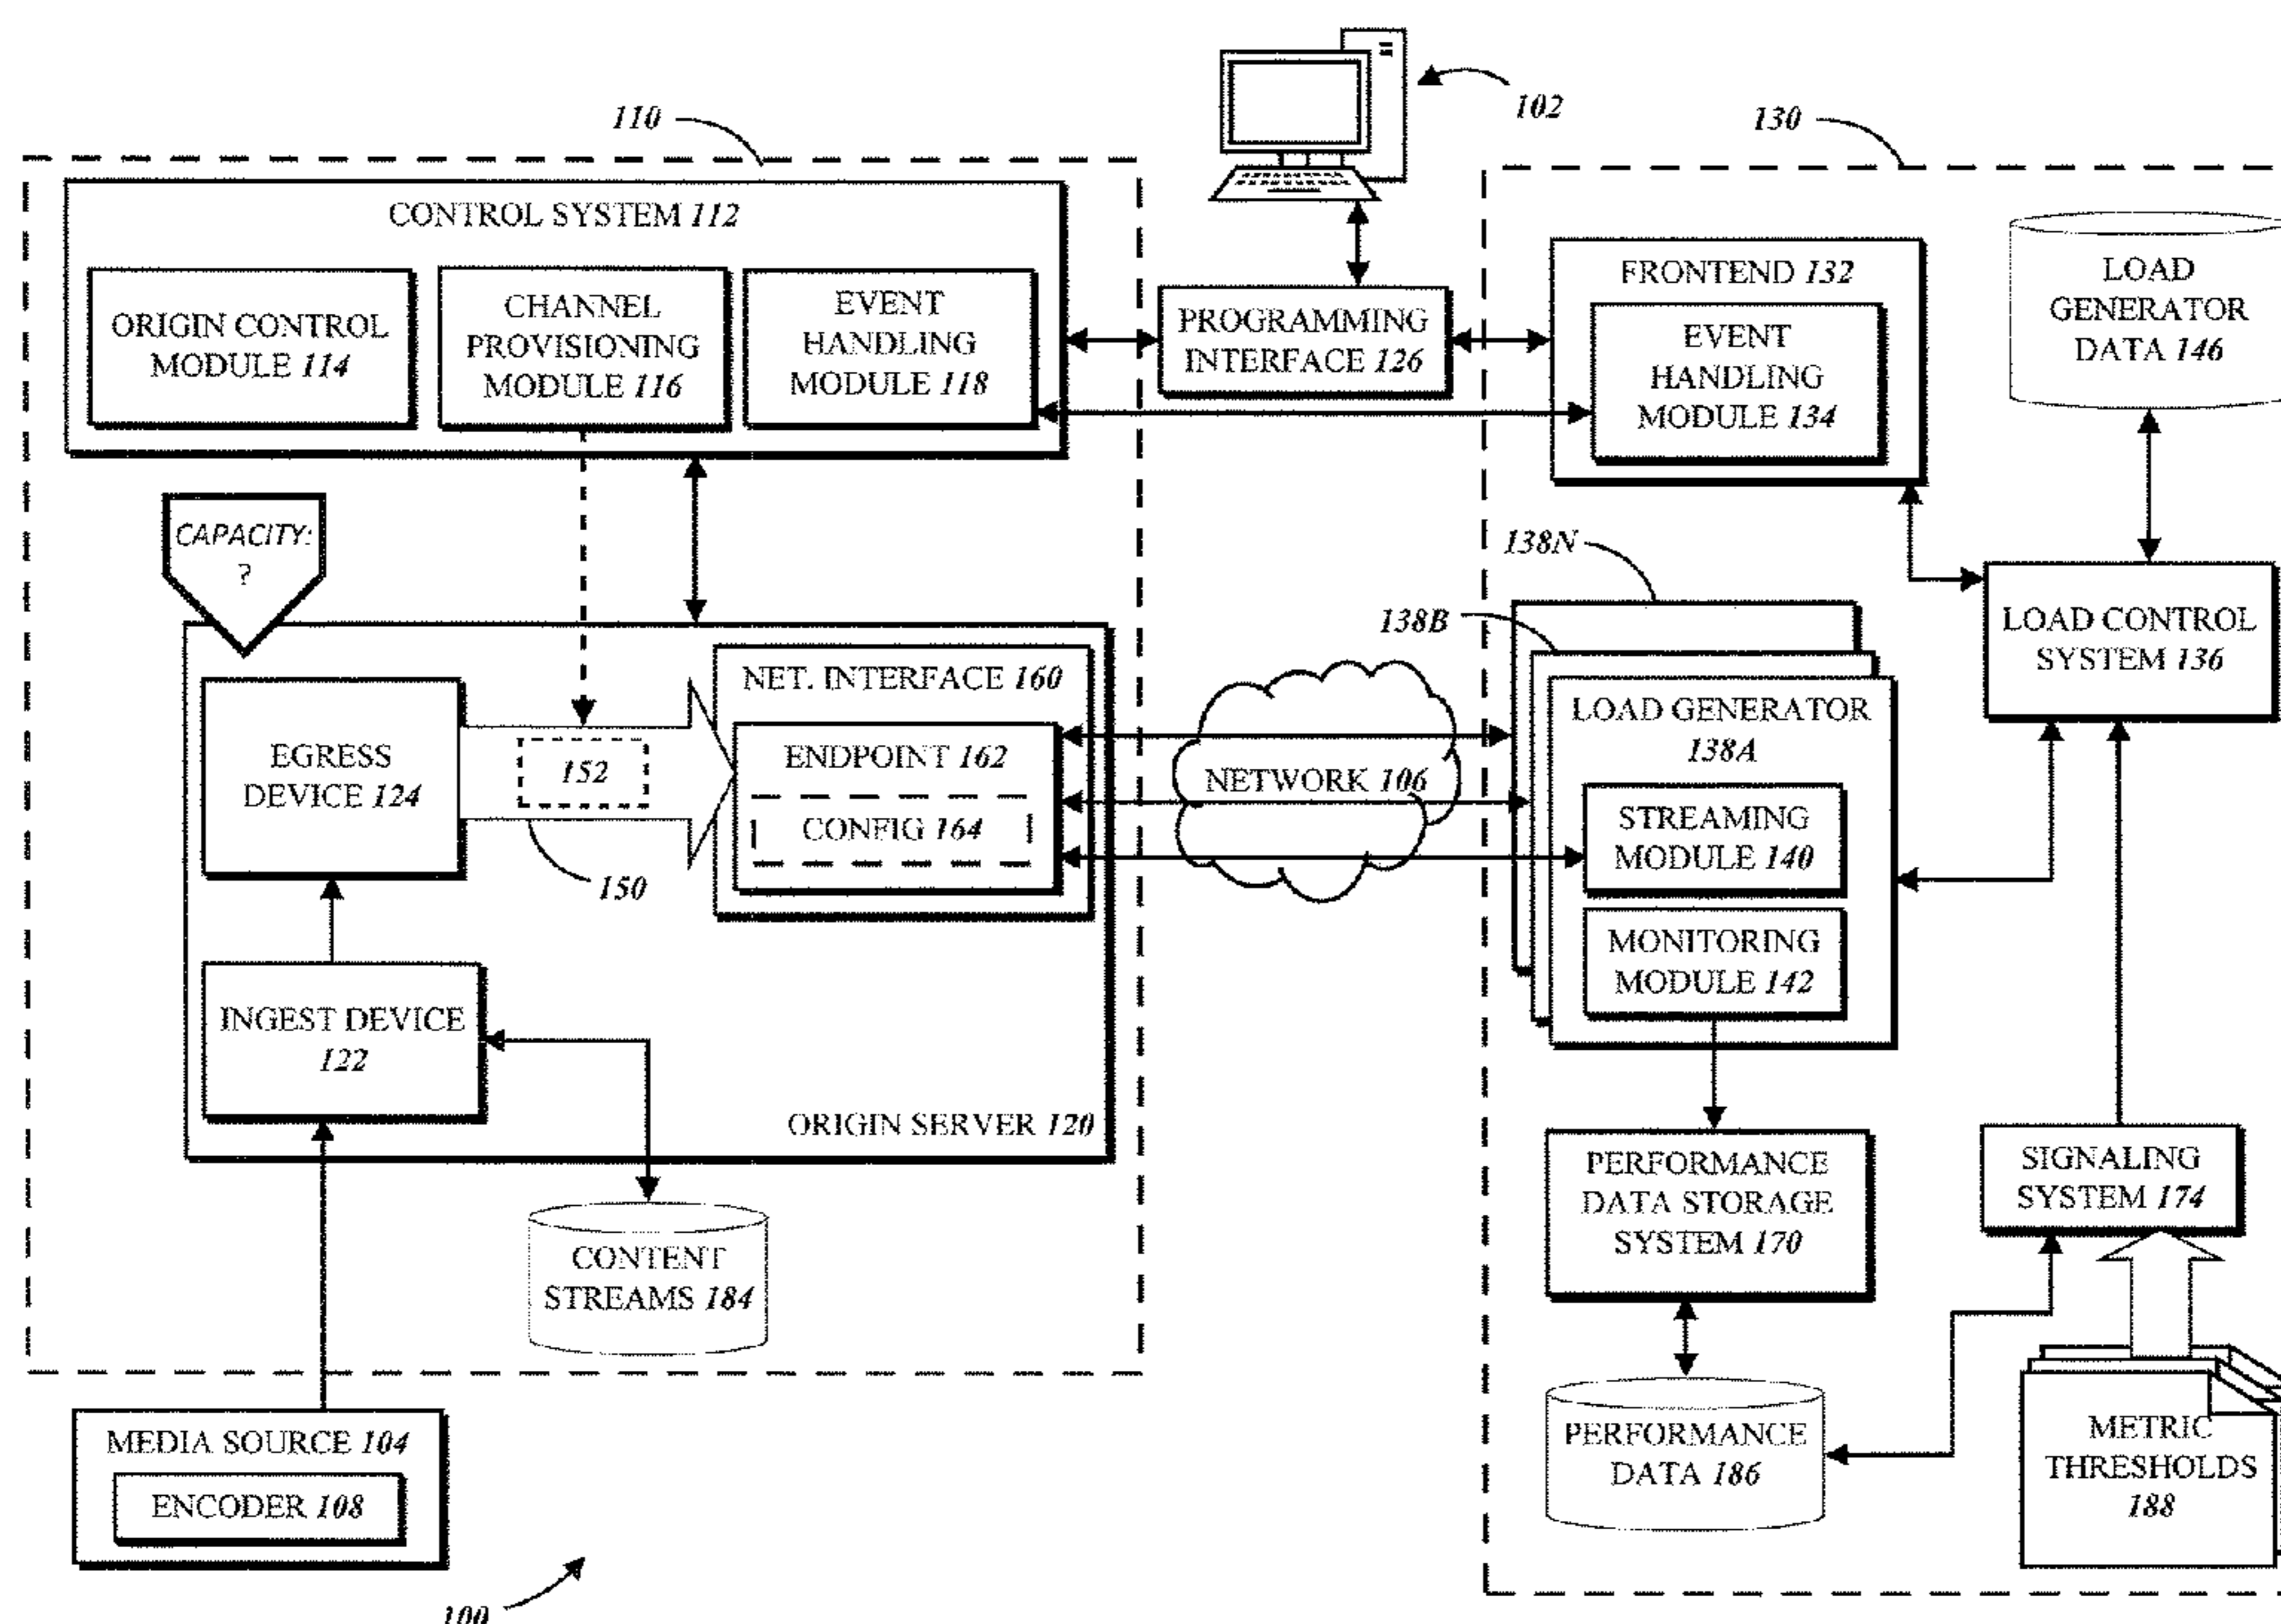 110
102
130
CONTROL SYSTEM 112
ORIGIN CONTROL
MODULE 114
CHANNEL
PROVISIONING
MODULE 116
EVENT
HANDLING
MODULE 118
PROGRAMMING
INTERFACE 126
FRONTEND 132
EVENT
HANDLING
MODULE 134
LOAD
GENERATOR
DATA 146
CAPACITY:
?
138N
138B
LOAD CONTROL
SYSTEM 136
NET. INTERFACE 160
EGRESS
DEVICE 124
152
150
ENDPOINT 162
CONFIG 164
NETWORK 106
LOAD GENERATOR
138A
STREAMING
MODULE 140
MONITORING
MODULE 142
INGEST DEVICE
122
ORIGIN SERVER 120
CONTENT
STREAMS 184
PERFORMANCE
DATA STORAGE
SYSTEM 170
SIGNALING
SYSTEM 174
MEDIA SOURCE 104
ENCODER 108
PERFORMANCE
DATA 186
METRIC
THRESHOLDS
188
100